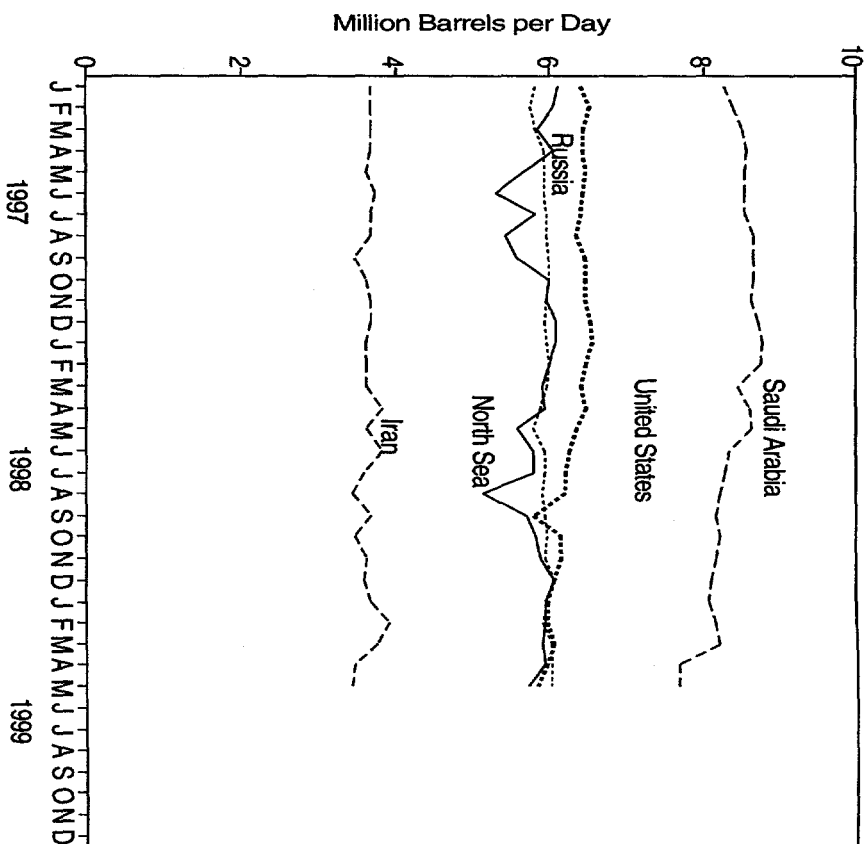 Million Barrels per Day
0 2 4 6 8 10
Saudi Arabia
United States
Russia
North Sea
Iran
J F M A M J J A S O N D J F M A M J J A S O N D J F M A M J J A S O N D
1997 1998 1999